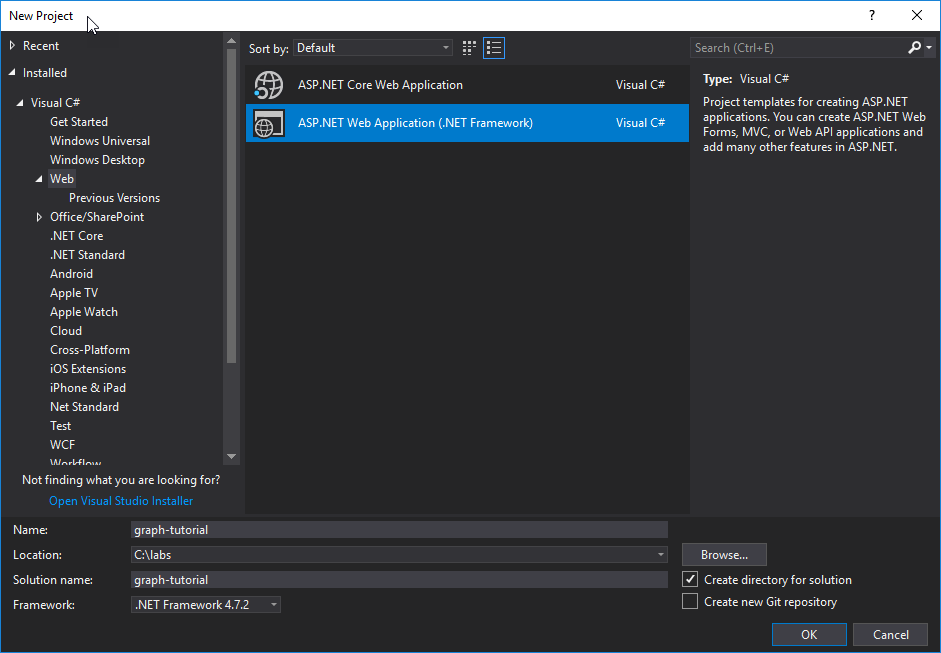 New Project
?
Recent
Installed
Visual C#
Get Started
Windows Universal
Windows Desktop
Web
Previous Versions
Office/SharePoint
.NET Core
.NET Standard
Android
Apple TV
Apple Watch
Cloud
Cross-Platform
iOS Extensions
iPhone & iPad
Net Standard
Test
WCF
Workflow
Not finding what you are looking for?
Open Visual Studio Installer
Sort by: Default
ASP.NET Core Web Application Visual C#
ASP.NET Web Application (.NET Framework) Visual C#
Search (Ctrl+E)
Type: Visual C#
Project templates for creating ASP.NET
applications. You can create ASP.NET Web
Forms, MVC, or Web API applications and
add many other features in ASP.NET.
Name: graph-tutorial
Location: C:\labs
Browse...
Solution name: graph-tutorial
Create directory for solution
Framework: .NET Framework 4.7.2
Create new Git repository
OK Cancel